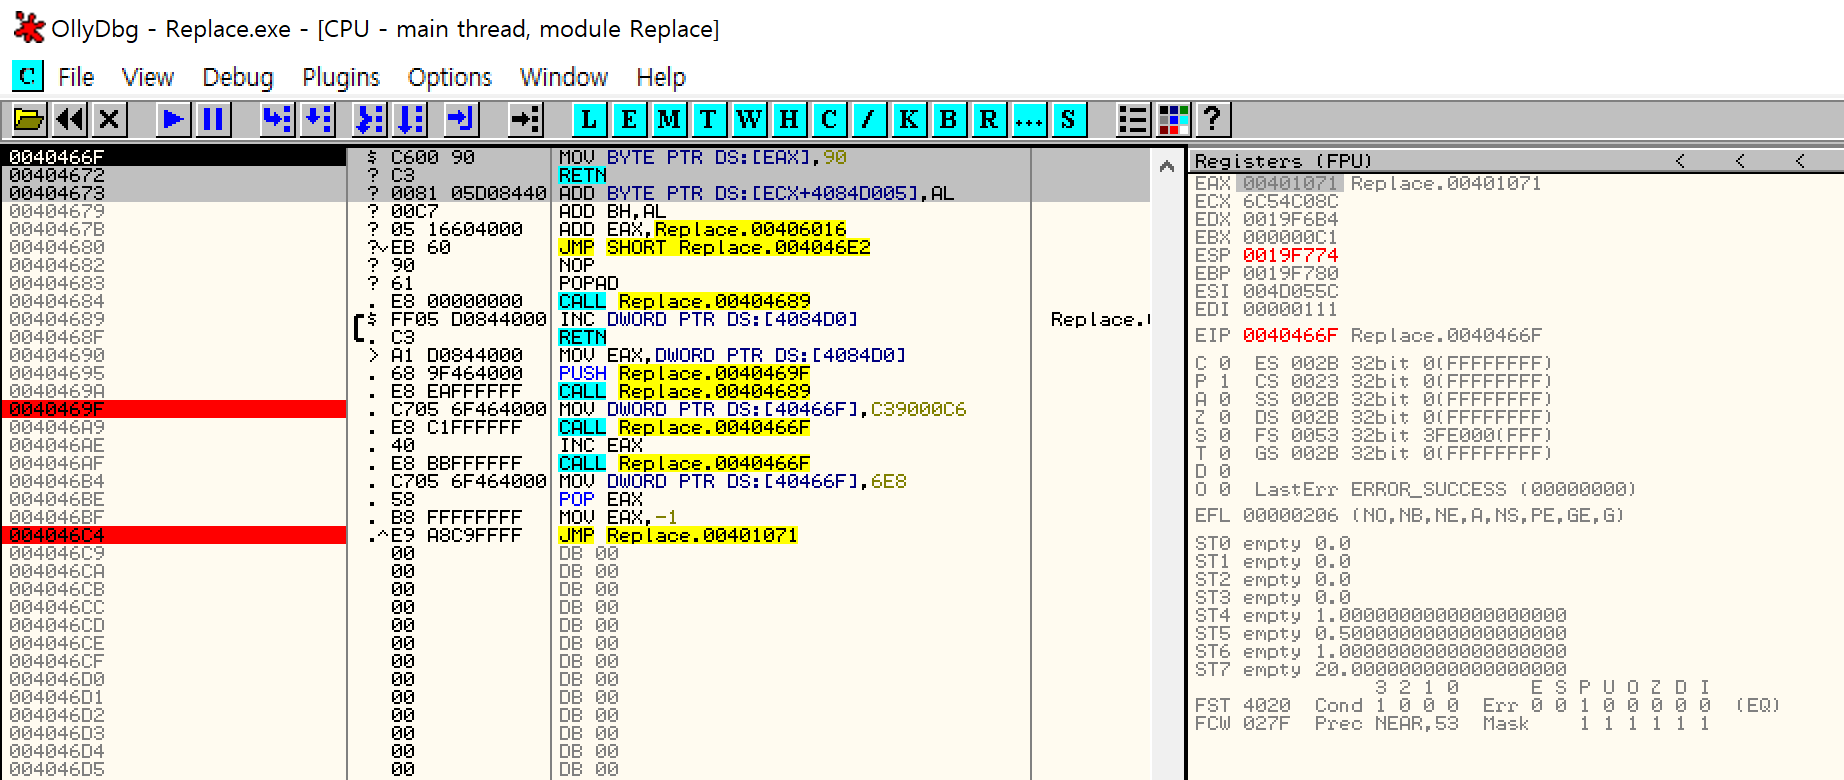 OllyDbg - Replace.exe - [CPU - main thread, module Replace]
C File View Debug Plugins Options Window Help
L E M T W H C / K B R ... S ?
0040466F $ C600 90 MOV BYTE PTR DS:[EAX],90
00404672 ? C3 RETN
00404673 ? 0081 05D08440 ADD BYTE PTR DS:[ECX+4084D005],AL
00404679 ? 00C7 ADD BH,AL
0040467B ? 05 16604000 ADD EAX,Replace.00406016
00404680 ?v EB 60 JMP SHORT Replace.004046E2
00404682 ? 90 NOP
00404683 ? 61 POPAD
00404684 . E8 00000000 CALL Replace.00404689
00404689 $ FF05 D0844000 INC DWORD PTR DS:[4084D0] Replace.
0040468F . C3 RETN
00404690 > A1 D0844000 MOV EAX,DWORD PTR DS:[4084D0]
00404695 . 68 9F464000 PUSH Replace.0040469F
0040469A . E8 EAFFFFFF CALL Replace.00404689
0040469F . C705 6F464000 MOV DWORD PTR DS:[40466F],C39000C6
004046A9 . E8 C1FFFFFF CALL Replace.0040466F
004046AE . 40 INC EAX
004046AF . E8 BBFFFFFF CALL Replace.0040466F
004046B4 . C705 6F464000 MOV DWORD PTR DS:[40466F],6E8
004046BE . 58 POP EAX
004046BF . B8 FFFFFFFF MOV EAX,-1
004046C4 .^ E9 A8C9FFFF JMP Replace.00401071
004046C9 00 DB 00
004046CA 00 DB 00
004046CB 00 DB 00
004046CC 00 DB 00
004046CD 00 DB 00
004046CE 00 DB 00
004046CF 00 DB 00
004046D0 00 DB 00
004046D1 00 DB 00
004046D2 00 DB 00
004046D3 00 DB 00
004046D4 00 DB 00
004046D5 00 DB 00
Registers (FPU) < < <
EAX 00401071 Replace.00401071
ECX 6C54C08C
EDX 0019F6B4
EBX 000000C1
ESP 0019F774
EBP 0019F780
ESI 004D055C
EDI 00000111
EIP 0040466F Replace.0040466F
C 0 ES 002B 32bit 0(FFFFFFFF)
P 1 CS 0023 32bit 0(FFFFFFFF)
A 0 SS 002B 32bit 0(FFFFFFFF)
Z 0 DS 002B 32bit 0(FFFFFFFF)
S 0 FS 0053 32bit 3FE000(FFF)
T 0 GS 002B 32bit 0(FFFFFFFF)
D 0
O 0 LastErr ERROR_SUCCESS (00000000)
EFL 00000206 (NO,NB,NE,A,NS,PE,GE,G)
ST0 empty 0.0
ST1 empty 0.0
ST2 empty 0.0
ST3 empty 0.0
ST4 empty 1.0000000000000000000
ST5 empty 0.5000000000000000000
ST6 empty 1.0000000000000000000
ST7 empty 20.000000000000000000
3 2 1 0 E S P U O Z D I
FST 4020 Cond 1 0 0 0 Err 0 0 1 0 0 0 0 0 (EQ)
FCW 027F Prec NEAR,53 Mask 1 1 1 1 1 1